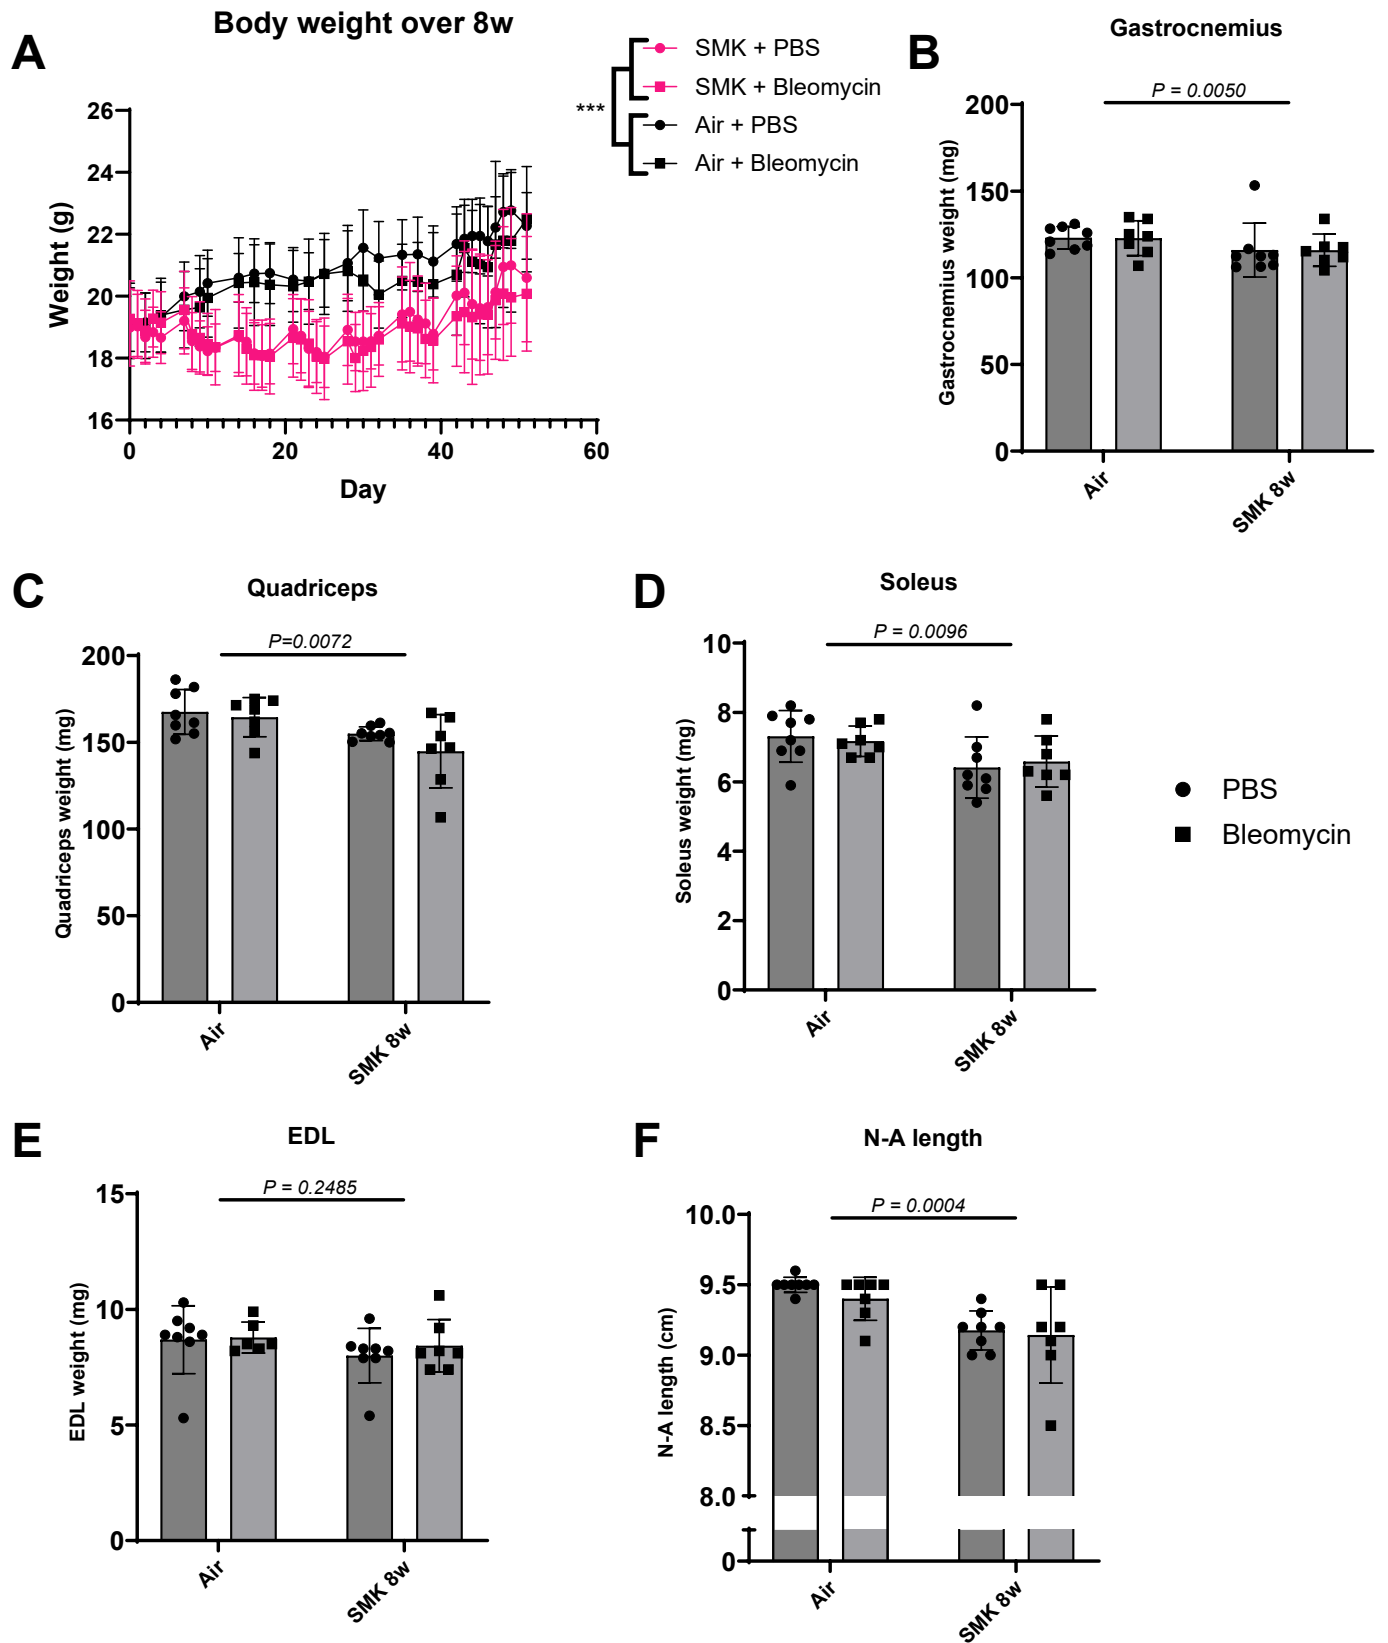 A
Body weight over 8w
SMK + PBS
SMK + Bleomycin
Air + PBS
Air + Bleomycin
***
Weight (g)
26
24
22
20
18
16
0
20
40
60
Day
B
Gastrocnemius
P = 0.0050
Gastrocnemius weight (mg)
200
150
100
50
0
Air
SMK 8w
C
Quadriceps
P=0.0072
Quadriceps weight (mg)
200
150
100
50
0
Air
SMK 8w
D
Soleus
P = 0.0096
Soleus weight (mg)
10
8
6
4
2
0
Air
SMK 8w
PBS
Bleomycin
E
EDL
P = 0.2485
EDL weight (mg)
15
10
5
0
Air
SMK 8w
F
N-A length
P = 0.0004
N-A length (cm)
10.0
9.5
9.0
8.5
8.0
0
Air
SMK 8w